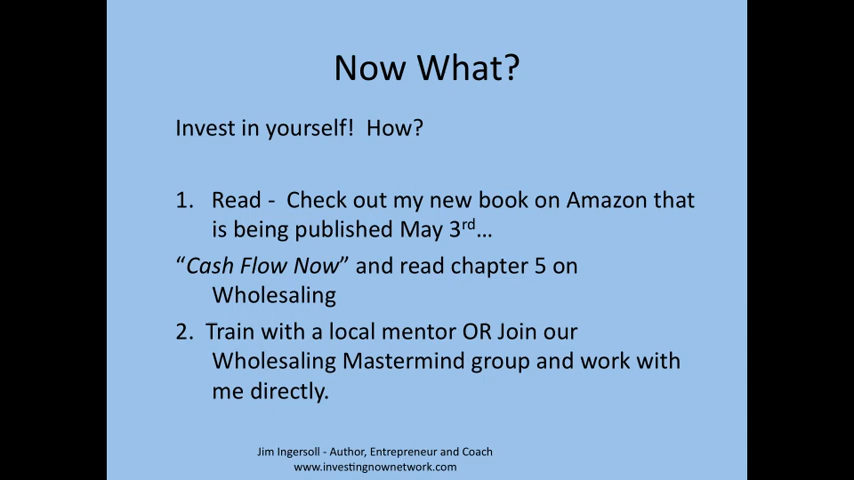 Now What?
Invest in yourself!  How?
1. Read -  Check out my new book on Amazon that
is being published May 3rd…
“Cash Flow Now” and read chapter 5 on
Wholesaling
2. Train with a local mentor OR Join our
Wholesaling Mastermind group and work with
me directly.
Jim Ingersoll - Author, Entrepreneur and Coach
www.investingnownetwork.com